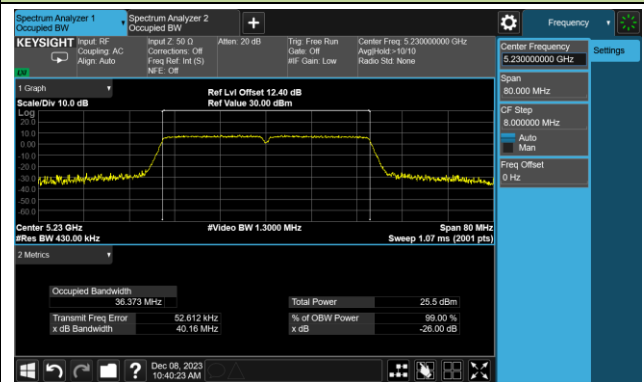 Spectrum Analyzer 1
Occupied BW
Spectrum Analyzer 2
Occupied BW
Frequency
KEYSIGHT
Input: RF
Coupling: AC
Align: Auto
Input Z: 50 Ω
Corrections: Off
Freq Ref: Int (S)
NFE: Off
Atten: 20 dB
Trig: Free Run
Gate: Off
#IF Gain: Low
Center Freq: 5.230000000 GHz
Avg|Hold:>10/10
Radio Std: None
Center Frequency
5.230000000 GHz
Settings
Span
80.000 MHz
CF Step
8.000000 MHz
Auto
Man
Freq Offset
0 Hz
1 Graph
Scale/Div 10.0 dB
Ref Lvl Offset 12.40 dB
Ref Value 30.00 dBm
Log
20.0
10.0
0.00
-10.0
-20.0
-30.0
-40.0
-50.0
-60.0
Center 5.23 GHz
#Res BW 430.00 kHz
#Video BW 1.3000 MHz
Span 80 MHz
Sweep 1.07 ms (2001 pts)
2 Metrics
Occupied Bandwidth
36.373 MHz
Total Power
25.5 dBm
Transmit Freq Error
52.612 kHz
% of OBW Power
99.00 %
x dB Bandwidth
40.16 MHz
x dB
-26.00 dB
?
Dec 08, 2023
10:40:23 AM